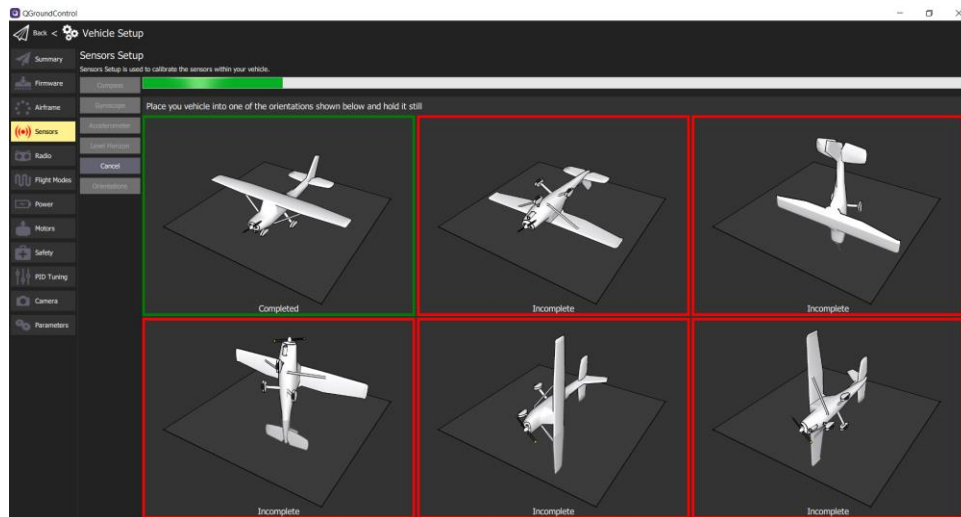 QGroundControl
Back < Vehicle Setup
Summary
Firmware
Airframe
Sensors
Radio
Flight Modes
Power
Motors
Safety
PID Tuning
Camera
Parameters
Sensors Setup
Sensors Setup is used to calibrate the sensors within your vehicle.
Compass
Gyroscope
Accelerometer
Level Horizon
Cancel
Orientations
Place you vehicle into one of the orientations shown below and hold it still
Completed
Incomplete
Incomplete
Incomplete
Incomplete
Incomplete